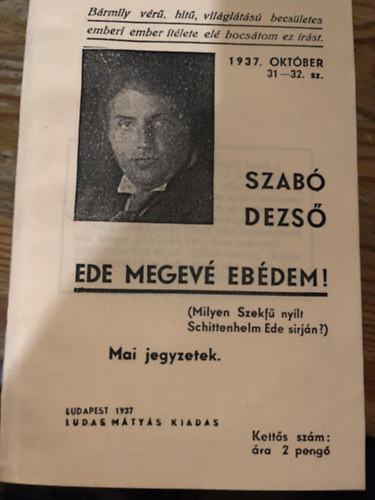 Bármily vérű, hitű, világlátású becsületes
emberi ember ítélete elé bocsátom ez írást.
1937. OKTÓBER
31—32. sz.
SZABÓ
DEZSŐ
EDE MEGEVÉ EBÉDEM!
(Milyen Szekfű nyílt
Schittenhelm Ede sirján?)
Mai jegyzetek.
BUDAPEST 1937
LUDAS MÁTYÁS KIADÁS
Kettős szám:
ára 2 pengő